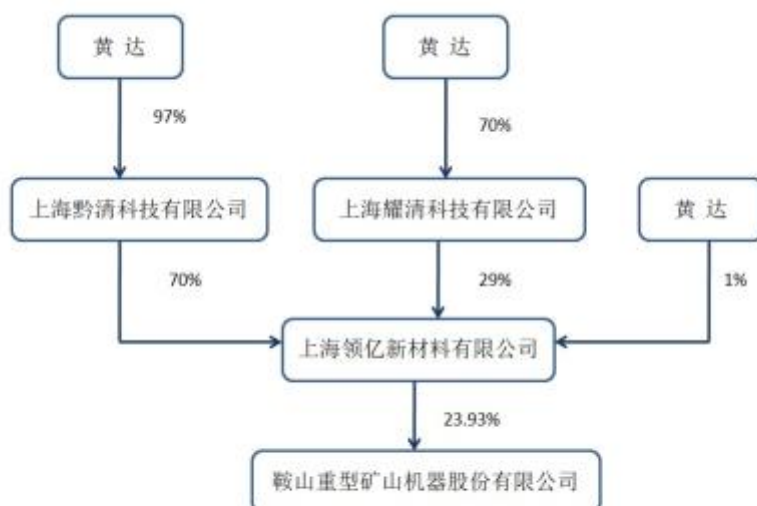 黄 达
黄 达
97%
70%
上海黔清科技有限公司
上海耀清科技有限公司
黄 达
70%
29%
1%
上海领亿新材料有限公司
23.93%
鞍山重型矿山机器股份有限公司